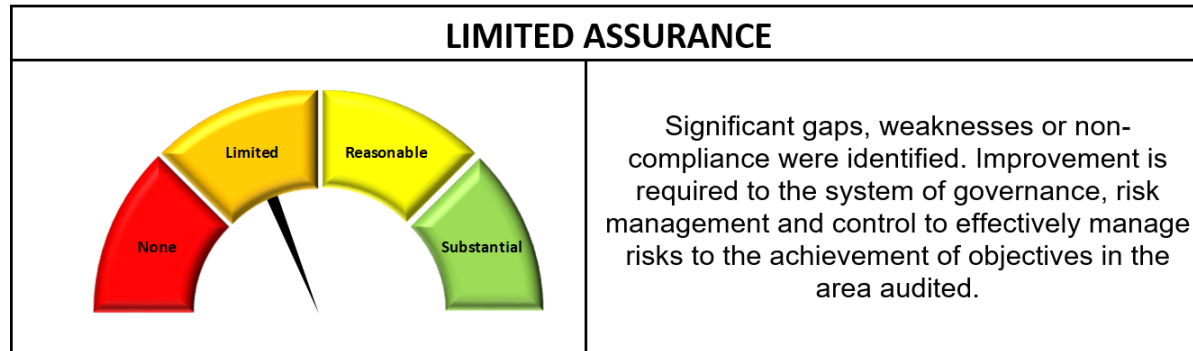 LIMITED ASSURANCE
Limited
Reasonable
None
Substantial
Significant gaps, weaknesses or non-
compliance were identified. Improvement is
required to the system of governance, risk
management and control to effectively manage
risks to the achievement of objectives in the
area audited.